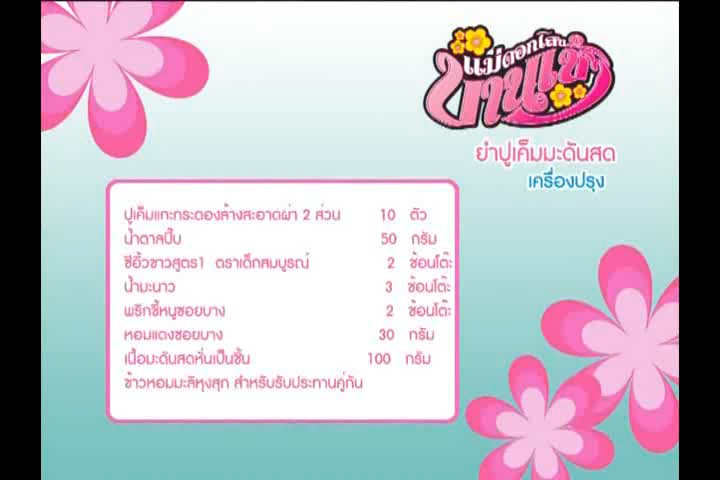 แม่ดอกโสน
บานเช้า
ยำปูเค็มมะดันสด
เครื่องปรุง
ปูเค็มแกะกระดองล้างสะอาดผ่า 2 ส่วน 10 ตัว
น้ำตาลปี๊บ 50 กรัม
ซีอิ้วขาวสูตร1 ตราเด็กสมบูรณ์ 2 ช้อนโต๊ะ
น้ำมะนาว 3 ช้อนโต๊ะ
พริกขี้หนูซอยบาง 2 ช้อนโต๊ะ
หอมแดงซอยบาง 30 กรัม
เนื้อมะดันสดหั่นเป็นชิ้น 100 กรัม
ข้าวหอมมะลิหุงสุก สำหรับรับประทานคู่กัน